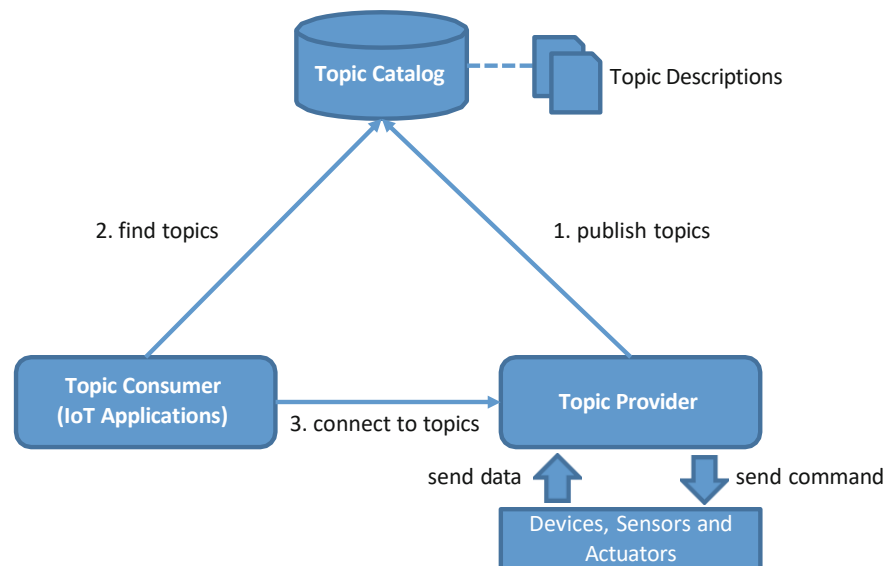 Topic Catalog
Topic Descriptions
2. find topics
1. publish topics
Topic Consumer
(IoT Applications)
Topic Provider
3. connect to topics
send data
send command
Devices, Sensors and
Actuators